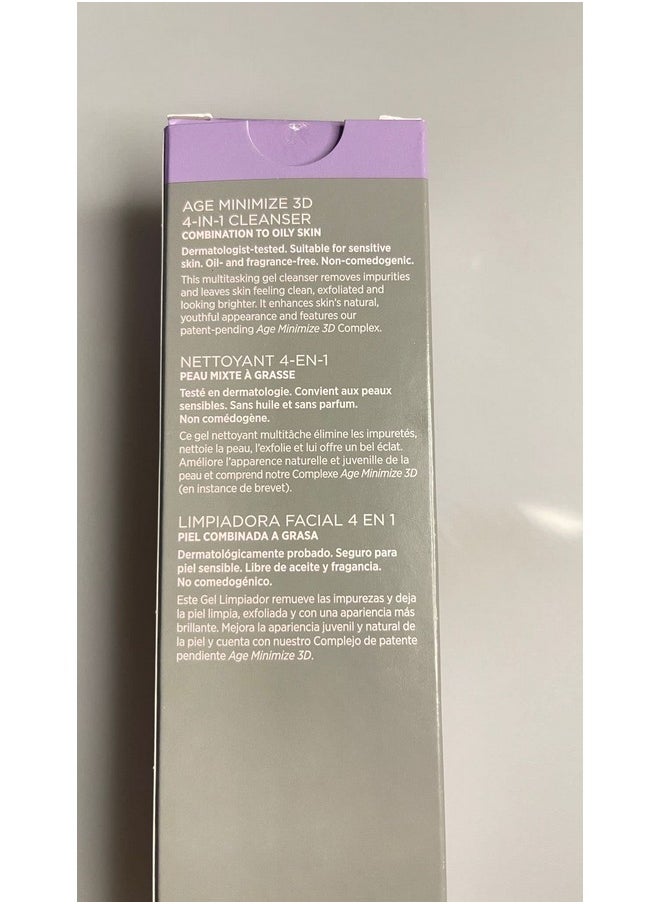 AGE MINIMIZE 3D
4-IN-1 CLEANSER
COMBINATION TO OILY SKIN
Dermatologist-tested. Suitable for sensitive
skin. Oil- and fragrance-free. Non-comedogenic.
This multitasking gel cleanser removes impurities
and leaves skin feeling clean, exfoliated and
looking brighter. It enhances skin's natural,
youthful appearance and features our
patent-pending Age Minimize 3D Complex.
NETTOYANT 4-EN-1
PEAU MIXTE À GRASSE
Testé en dermatologie. Convient aux peaux
sensibles. Sans huile et sans parfum.
Non comédogène.
Ce gel nettoyant multitâche élimine les impuretés,
nettoie la peau, l'exfolie et lui offre un bel éclat.
Améliore l'apparence naturelle et juvenille de la
peau et comprend notre Complexe Age Minimize 3D
(en instance de brevet).
LIMPIADORA FACIAL 4 EN 1
PIEL COMBINADA A GRASA
Dermatológicamente probado. Seguro para
piel sensible. Libre de aceite y fragancia.
No comedogénico.
Este Gel Limpiador remueve las impurezas y deja
la piel limpia, exfoliada y con una apariencia más
brillante. Mejora la apariencia juvenil y natural de
la piel y cuenta con nuestro Complejo de patente
pendiente Age Minimize 3D.